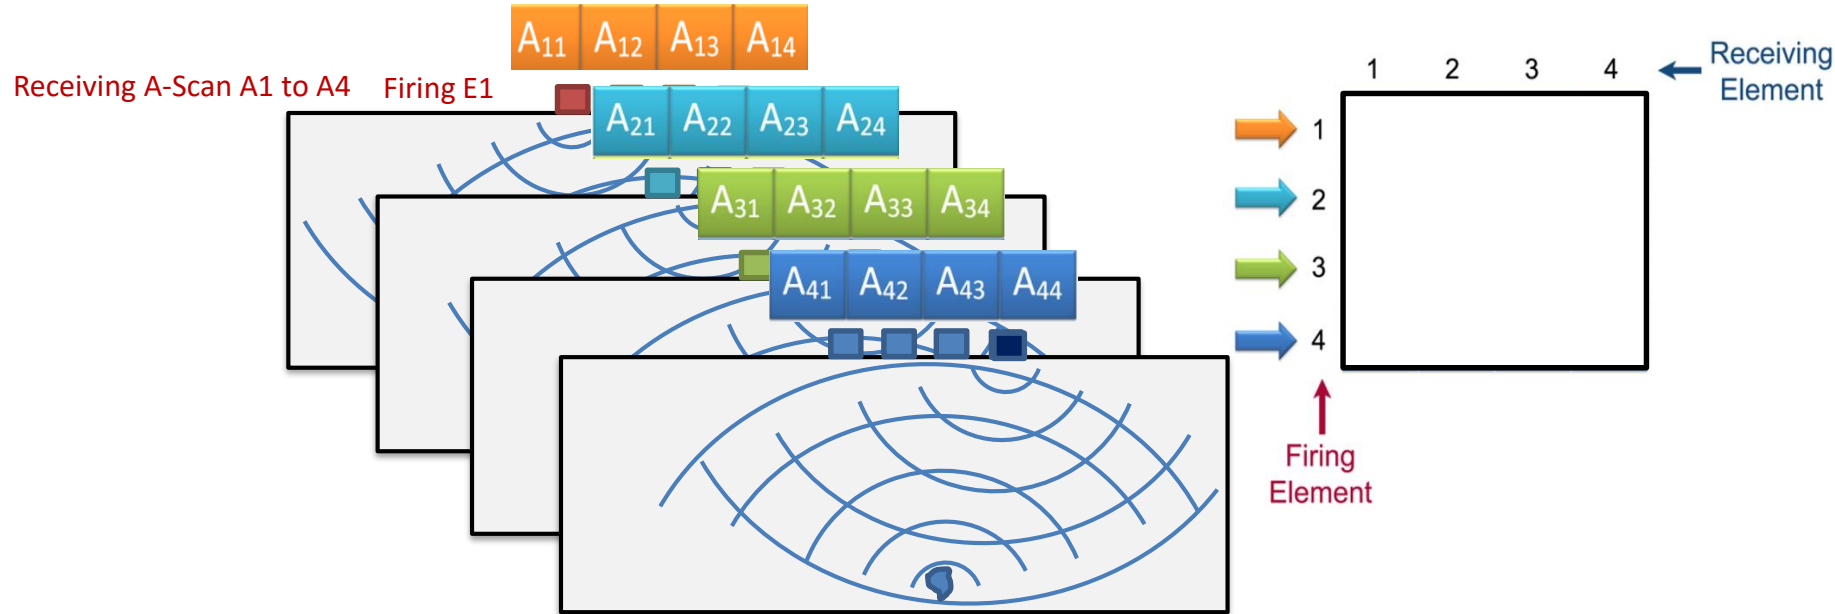 A11 A12 A13 A14
Receiving A-Scan A1 to A4 Firing E1
A21 A22 A23 A24
A31 A32 A33 A34
A41 A42 A43 A44
1 2 3 4
Receiving
Element
1
2
3
4
Firing
Element